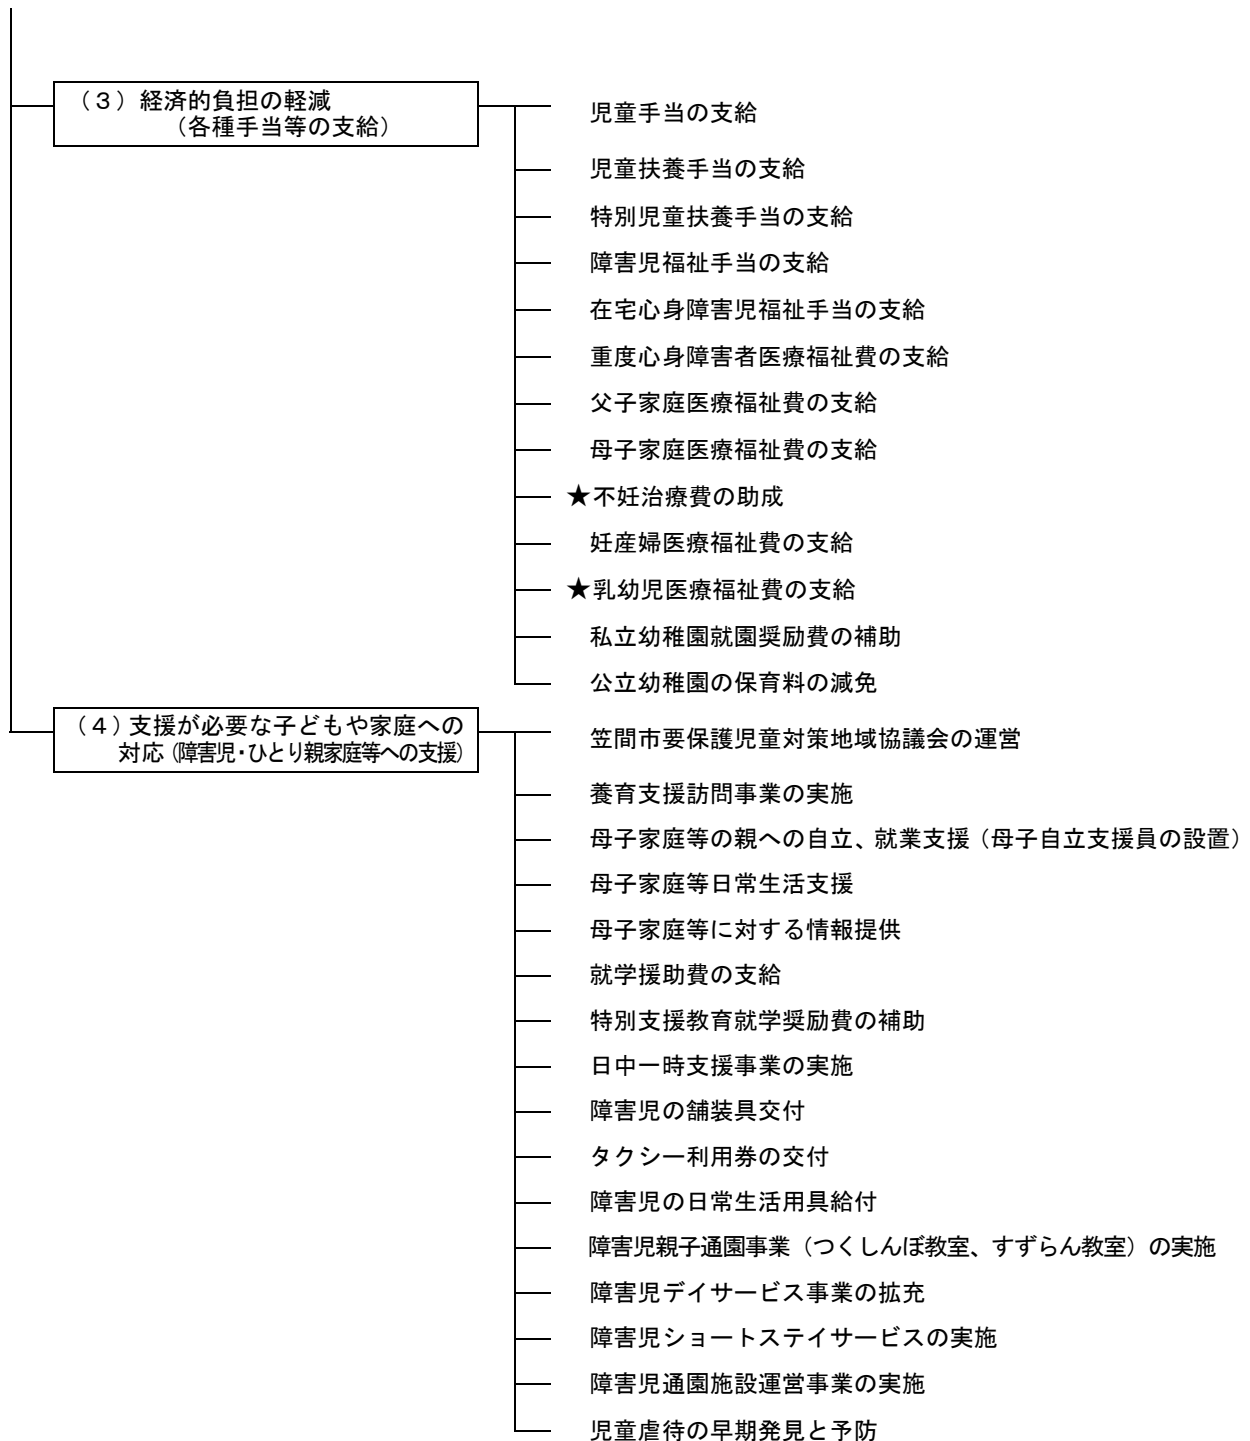 （３）経済的負担の軽減
（各種手当等の支給）
児童手当の支給
児童扶養手当の支給
特別児童扶養手当の支給
障害児福祉手当の支給
在宅心身障害児福祉手当の支給
重度心身障害者医療福祉費の支給
父子家庭医療福祉費の支給
母子家庭医療福祉費の支給
★不妊治療費の助成
妊産婦医療福祉費の支給
★乳幼児医療福祉費の支給
私立幼稚園就園奨励費の補助
公立幼稚園の保育料の減免
（４）支援が必要な子どもや家庭への
対応（障害児・ひとり親家庭等への支援）
笠間市要保護児童対策地域協議会の運営
養育支援訪問事業の実施
母子家庭等の親への自立、就業支援（母子自立支援員の設置）
母子家庭等日常生活支援
母子家庭等に対する情報提供
就学援助費の支給
特別支援教育就学奨励費の補助
日中一時支援事業の実施
障害児の舗装具交付
タクシー利用券の交付
障害児の日常生活用具給付
障害児親子通園事業（つくしんぼ教室、すずらん教室）の実施
障害児デイサービス事業の拡充
障害児ショートステイサービスの実施
障害児通園施設運営事業の実施
児童虐待の早期発見と予防